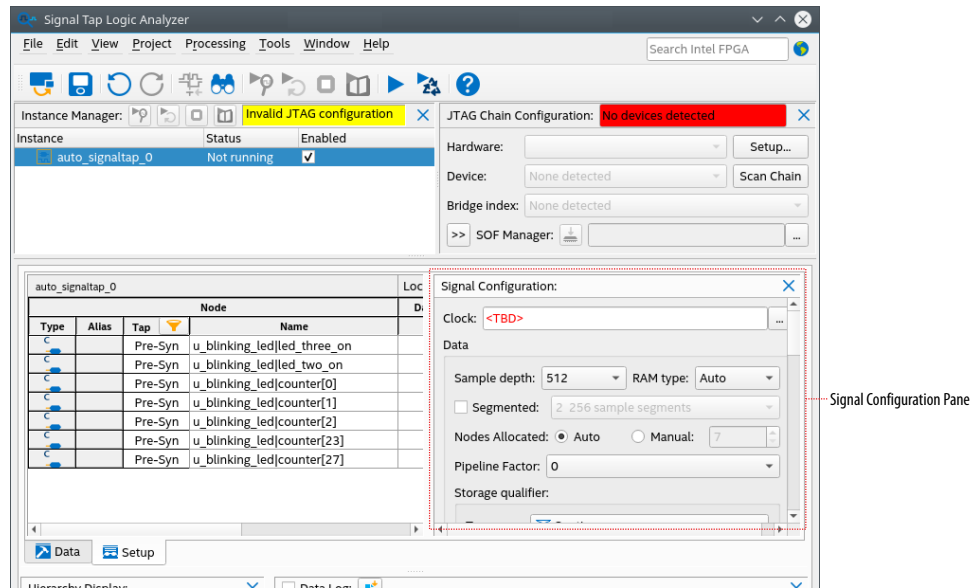 Signal Tap Logic Analyzer
File Edit View Project Processing Tools Window Help
Search Intel FPGA
Instance Manager: Invalid JTAG configuration
Instance Status Enabled
auto_signaltap_0 Not running
JTAG Chain Configuration: No devices detected
Hardware: Setup...
Device: None detected Scan Chain
Bridge index: None detected
>> SOF Manager: ...
auto_signaltap_0 Loc
Node Da
Type Alias Tap Name
Pre-Syn u_blinking_led|led_three_on
Pre-Syn u_blinking_led|led_two_on
Pre-Syn u_blinking_led|counter[0]
Pre-Syn u_blinking_led|counter[1]
Pre-Syn u_blinking_led|counter[2]
Pre-Syn u_blinking_led|counter[23]
Pre-Syn u_blinking_led|counter[27]
Signal Configuration:
Clock: <TBD> ...
Data
Sample depth: 512 RAM type: Auto
Segmented: 2 256 sample segments
Nodes Allocated: Auto Manual: 7
Pipeline Factor: 0
Storage qualifier:
Signal Configuration Pane
Data Setup
Hierarchy Display: Data Log: